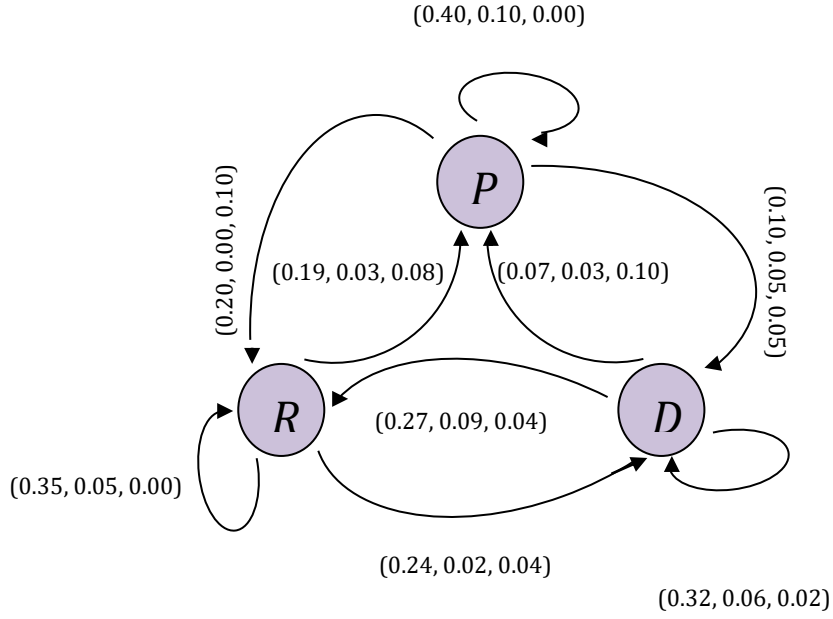 (0.40, 0.10, 0.00)
P
(0.20, 0.00, 0.10)
(0.19, 0.03, 0.08)
(0.07, 0.03, 0.10)
(0.10, 0.05, 0.05)
R
D
(0.27, 0.09, 0.04)
(0.35, 0.05, 0.00)
(0.24, 0.02, 0.04)
(0.32, 0.06, 0.02)